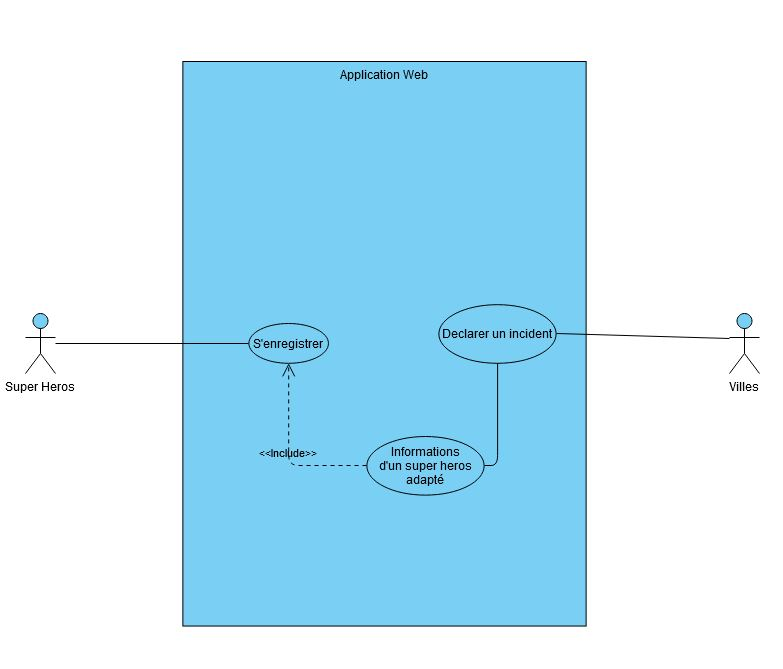 Application Web
S'enregistrer
Declarer un incident
Super Heros
Villes
<<Include>>
Informations
d'un super heros
adapté